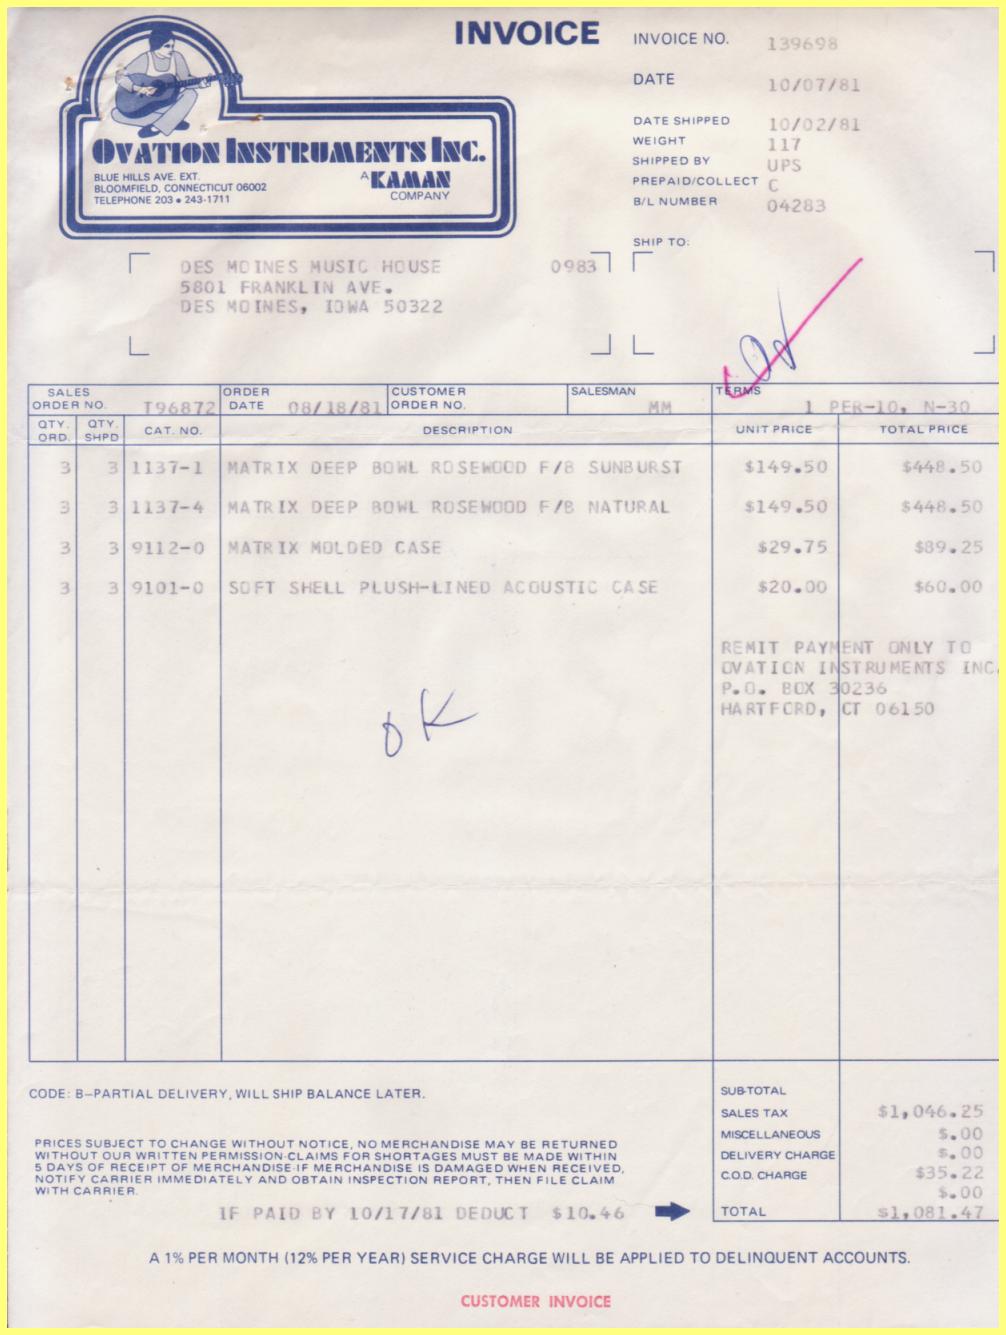 INVOICE
INVOICE NO. 139698
DATE 10/07/81
DATE SHIPPED 10/02/81
WEIGHT 117
SHIPPED BY UPS
PREPAID/COLLECT C
B/L NUMBER 04283
OVATION INSTRUMENTS INC.
BLUE HILLS AVE. EXT.
BLOOMFIELD, CONNECTICUT 06002
TELEPHONE 203 • 243-1711
A KAMAN
COMPANY
SHIP TO:
DES MOINES MUSIC HOUSE 0983
5801 FRANKLIN AVE.
DES MOINES, IOWA 50322
SALES ORDER NO. T96872 ORDER DATE 08/18/81 CUSTOMER ORDER NO. SALESMAN MM TERMS 1 PER-10, N-30
QTY. ORD. QTY. SHPD CAT. NO. DESCRIPTION UNIT PRICE TOTAL PRICE
3 3 1137-1 MATRIX DEEP BOWL ROSEWOOD F/B SUNBURST $149.50 $448.50
3 3 1137-4 MATRIX DEEP BOWL ROSEWOOD F/B NATURAL $149.50 $448.50
3 3 9112-0 MATRIX MOLDED CASE $29.75 $89.25
3 3 9101-0 SOFT SHELL PLUSH-LINED ACOUSTIC CASE $20.00 $60.00
REMIT PAYMENT ONLY TO
OVATION INSTRUMENTS INC.
P.O. BOX 30236
HARTFORD, CT 06150
OK
CODE: B-PARTIAL DELIVERY, WILL SHIP BALANCE LATER.
SUB-TOTAL
SALES TAX $1,046.25
MISCELLANEOUS $.00
DELIVERY CHARGE $.00
C.O.D. CHARGE $35.22
$.00
TOTAL $1,081.47
PRICES SUBJECT TO CHANGE WITHOUT NOTICE, NO MERCHANDISE MAY BE RETURNED
WITHOUT OUR WRITTEN PERMISSION-CLAIMS FOR SHORTAGES MUST BE MADE WITHIN
5 DAYS OF RECEIPT OF MERCHANDISE-IF MERCHANDISE IS DAMAGED WHEN RECEIVED,
NOTIFY CARRIER IMMEDIATELY AND OBTAIN INSPECTION REPORT, THEN FILE CLAIM
WITH CARRIER.
IF PAID BY 10/17/81 DEDUCT $10.46
A 1% PER MONTH (12% PER YEAR) SERVICE CHARGE WILL BE APPLIED TO DELINQUENT ACCOUNTS.
CUSTOMER INVOICE